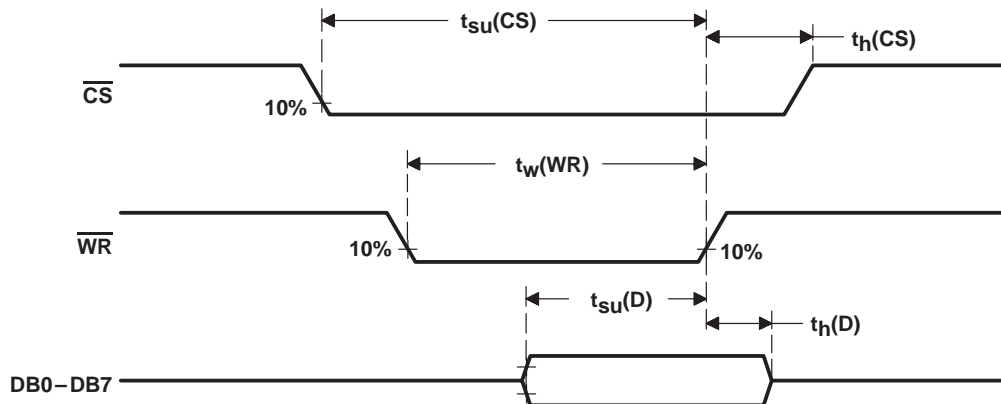 tsu(CS)
th(CS)
CS
10%
tw(WR)
WR
10%
10%
tsu(D)
th(D)
DB0–DB7